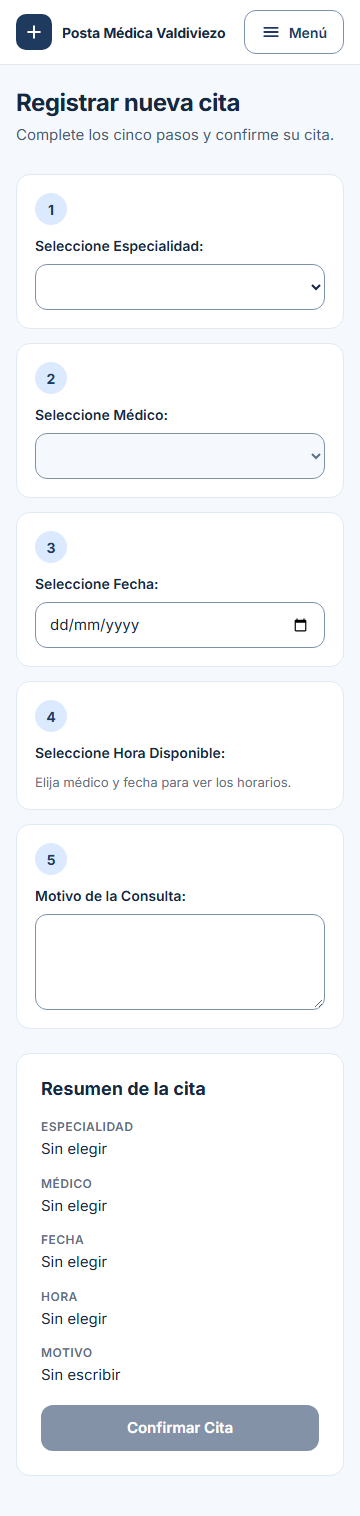 Posta Médica Valdiviezo
Menú
Registrar nueva cita
Complete los cinco pasos y confirme su cita.
1
Seleccione Especialidad:
2
Seleccione Médico:
3
Seleccione Fecha:
dd/mm/yyyy
4
Seleccione Hora Disponible:
Elija médico y fecha para ver los horarios.
5
Motivo de la Consulta:
Resumen de la cita
ESPECIALIDAD
Sin elegir
MÉDICO
Sin elegir
FECHA
Sin elegir
HORA
Sin elegir
MOTIVO
Sin escribir
Confirmar Cita